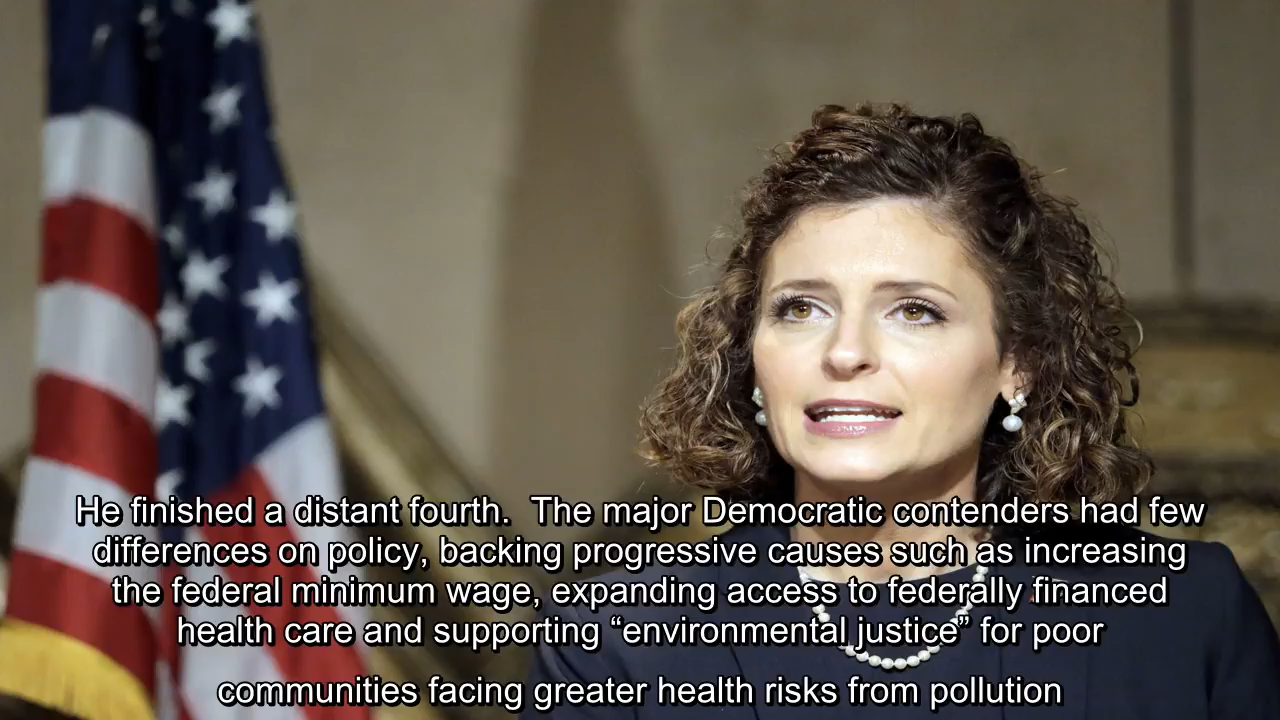 He finished a distant fourth.  The major Democratic contenders had few
differences on policy, backing progressive causes such as increasing
the federal minimum wage, expanding access to federally financed
health care and supporting “environmental justice” for poor
communities facing greater health risks from pollution